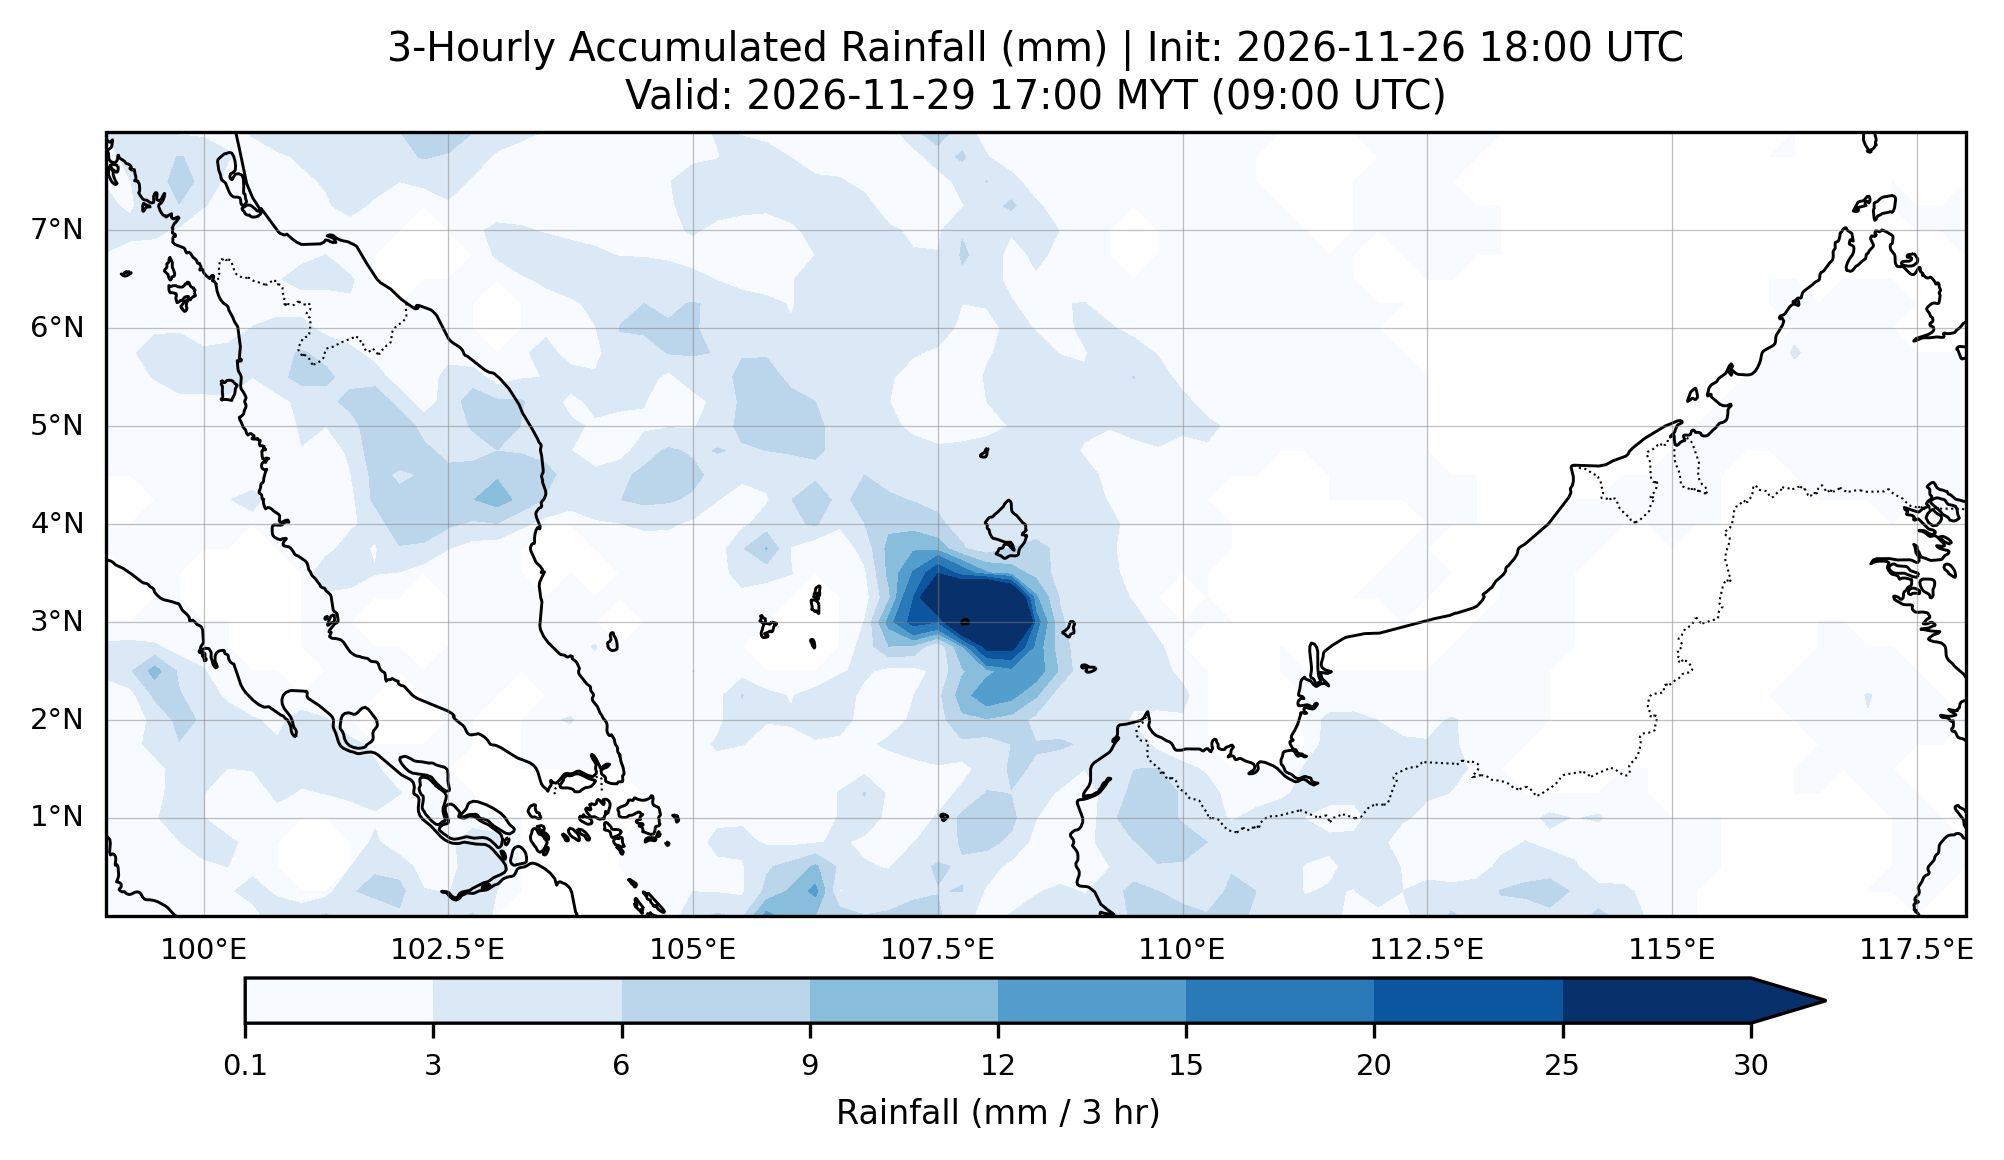 3-Hourly Accumulated Rainfall (mm) | Init: 2026-11-26 18:00 UTC
Valid: 2026-11-29 17:00 MYT (09:00 UTC)
7°N
6°N
5°N
4°N
3°N
2°N
1°N
100°E 102.5°E 105°E 107.5°E 110°E 112.5°E 115°E 117.5°E
0.1 3 6 9 12 15 20 25 30
Rainfall (mm / 3 hr)